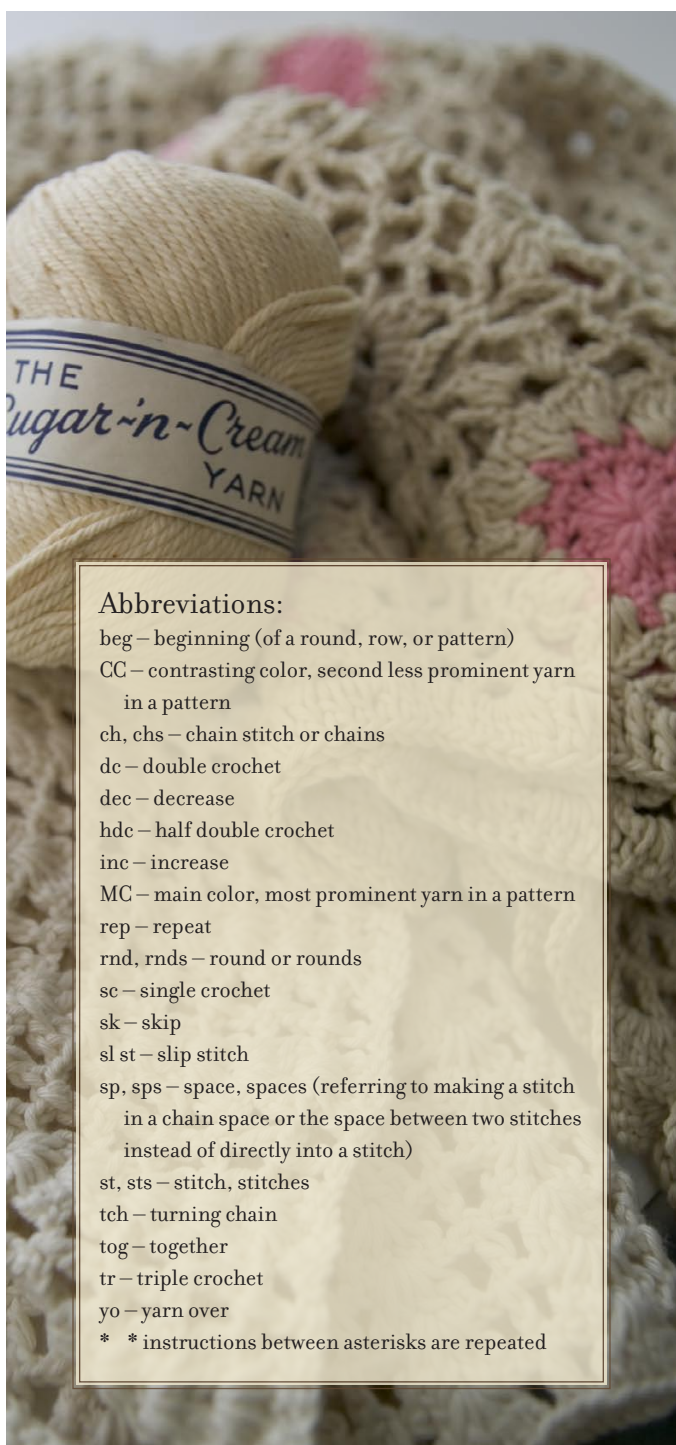 THE
Sugar~'n~Cream
YARN
Abbreviations:
beg – beginning (of a round, row, or pattern)
CC – contrasting color, second less prominent yarn
in a pattern
ch, chs – chain stitch or chains
dc – double crochet
dec – decrease
hdc – half double crochet
inc – increase
MC – main color, most prominent yarn in a pattern
rep – repeat
rnd, rnds – round or rounds
sc – single crochet
sk – skip
sl st – slip stitch
sp, sps – space, spaces (referring to making a stitch
in a chain space or the space between two stitches
instead of directly into a stitch)
st, sts – stitch, stitches
tch – turning chain
tog – together
tr – triple crochet
yo – yarn over
* * instructions between asterisks are repeated